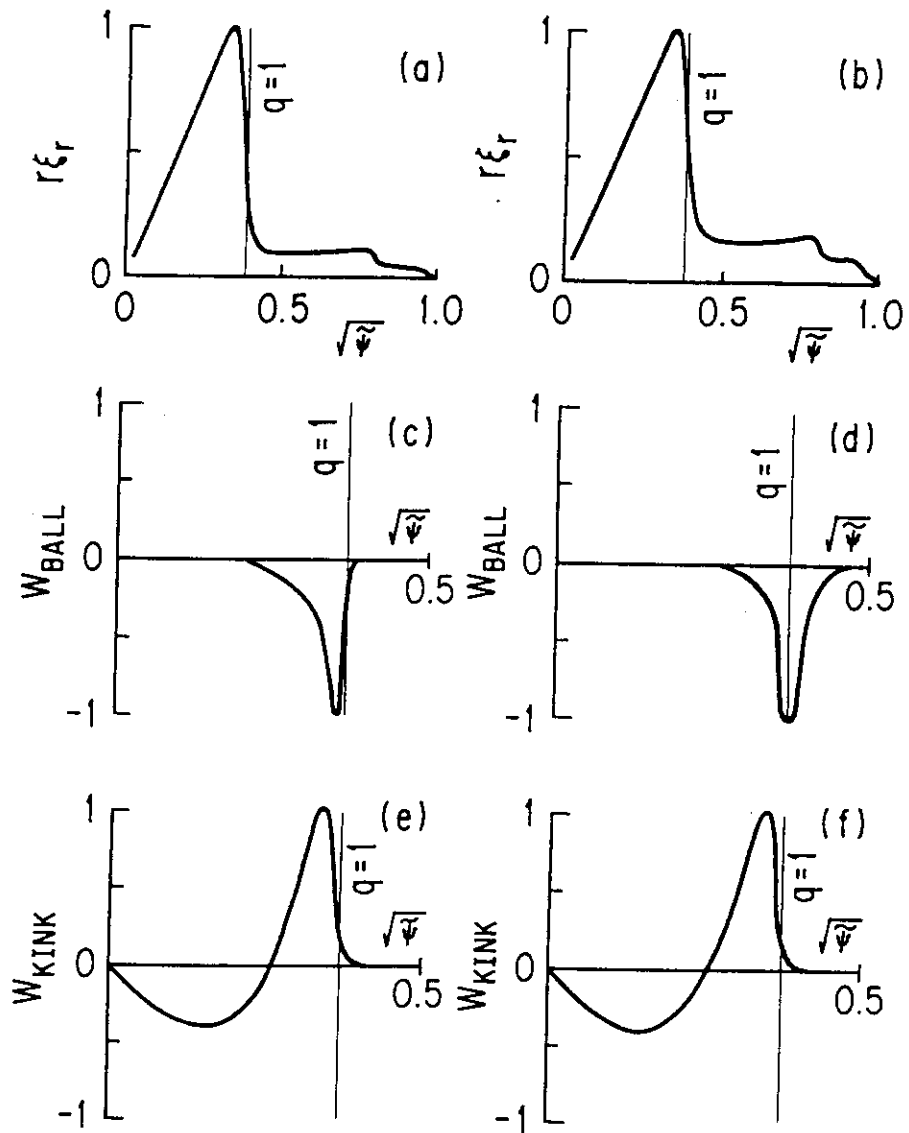 1
(a)
q=1
rξr
0
0
0.5
1.0
√ψ̃
1
(b)
q=1
rξr
0
0
0.5
1.0
√ψ̃
1
(c)
q=1
√ψ̃
WBALL
0
0.5
-1
1
(d)
q=1
√ψ̃
WBALL
0
0.5
-1
1
(e)
q=1
√ψ̃
WKINK
0
0.5
-1
1
(f)
q=1
√ψ̃
WKINK
0
0.5
-1